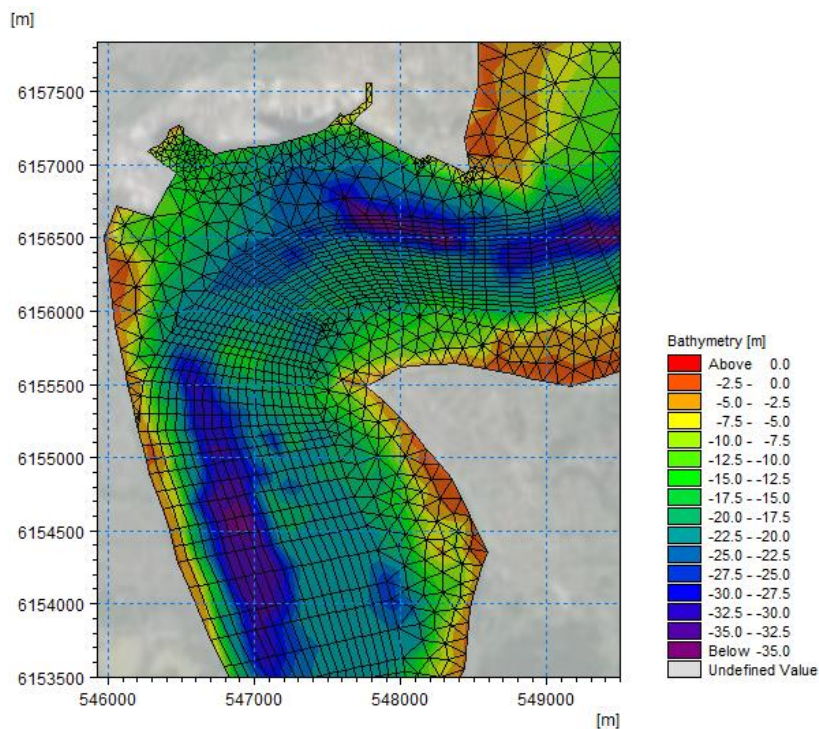 [m]
6157500
6157000
6156500
6156000
6155500
6155000
6154500
6154000
6153500
546000 547000 548000 549000
[m]
Bathymetry [m]
Above 0.0
-2.5 - 0.0
-5.0 - -2.5
-7.5 - -5.0
-10.0 - -7.5
-12.5 - -10.0
-15.0 - -12.5
-17.5 - -15.0
-20.0 - -17.5
-22.5 - -20.0
-25.0 - -22.5
-27.5 - -25.0
-30.0 - -27.5
-32.5 - -30.0
-35.0 - -32.5
Below -35.0
Undefined Value